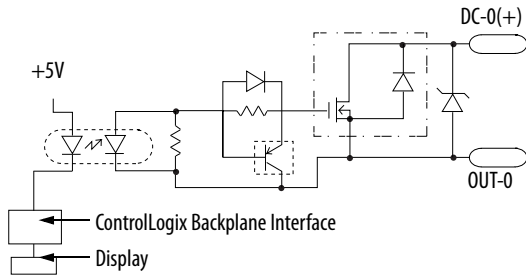 DC-0(+)
+5V
OUT-0
ControlLogix Backplane Interface
Display